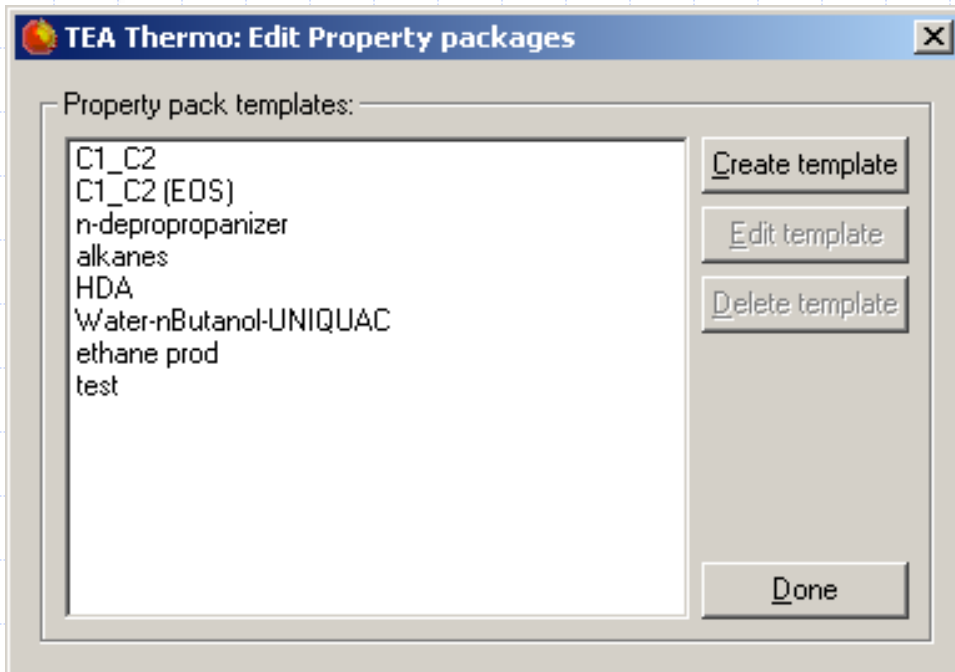 TEA Thermo: Edit Property packages
Property pack templates:
C1_C2
C1_C2 (EOS)
n-depropropanizer
alkanes
HDA
Water-nButanol-UNIQUAC
ethane prod
test
Create template
Edit template
Delete template
Done